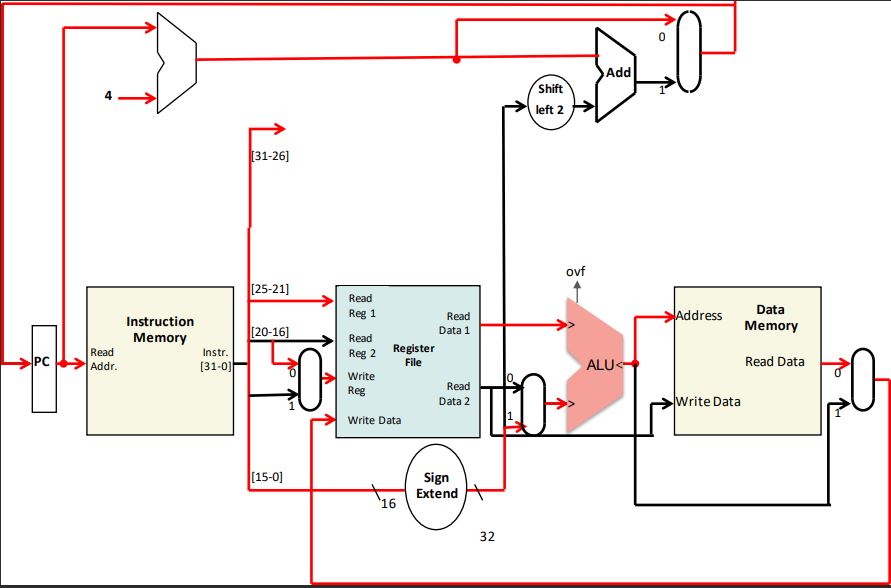 0
Add
Shift
left 2
1
4
[31-26]
ovf
[25-21]
Instruction
Memory
Read
Addr.
Instr.
[31-0]
PC
[20-16]
0
1
Read
Reg 1
Read
Data 1
Read
Reg 2
Register
File
Write
Reg
Read
Data 2
Write Data
0
1
>
ALU<
>
Address
Data
Memory
Read Data
Write Data
0
1
[15-0]
Sign
Extend
16
32